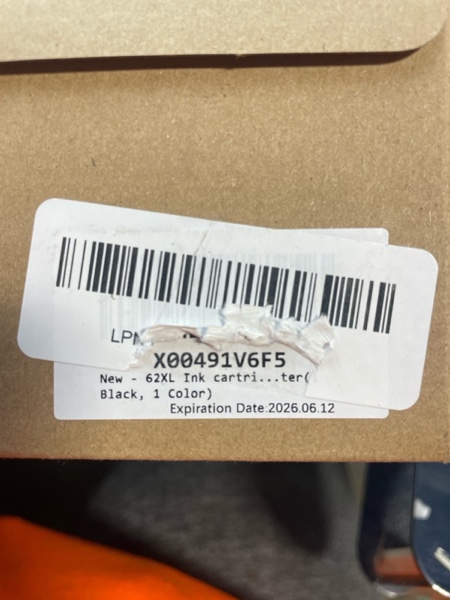 LPN
X00491V6F5
New - 62XL Ink cartri...ter(
Black, 1 Color)
Expiration Date:2026.06.12